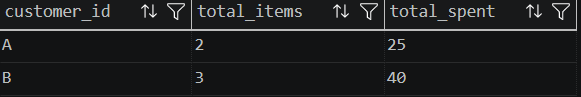 customer_id total_items total_spent
A 2 25
B 3 40